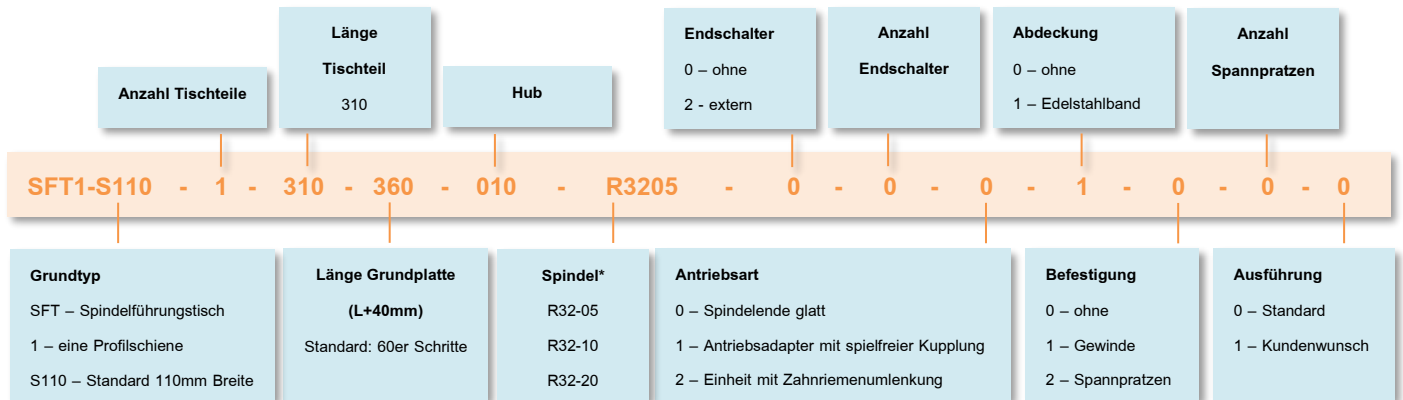 Anzahl Tischteile
Länge
Tischteil
310
Hub
Endschalter
0 – ohne
2 - extern
Anzahl
Endschalter
Abdeckung
0 – ohne
1 – Edelstahlband
Anzahl
Spannpratzen
SFT1-S110 - 1 - 310 - 360 - 010 - R3205 - 0 - 0 - 0 - 1 - 0 - 0 - 0
Grundtyp
SFT – Spindelführungstisch
1 – eine Profilschiene
S110 – Standard 110mm Breite
Länge Grundplatte
(L+40mm)
Standard: 60er Schritte
Spindel*
R32-05
R32-10
R32-20
Antriebsart
0 – Spindelende glatt
1 – Antriebsadapter mit spielfreier Kupplung
2 – Einheit mit Zahnriemenumlenkung
Befestigung
0 – ohne
1 – Gewinde
2 – Spannpratzen
Ausführung
0 – Standard
1 – Kundenwunsch